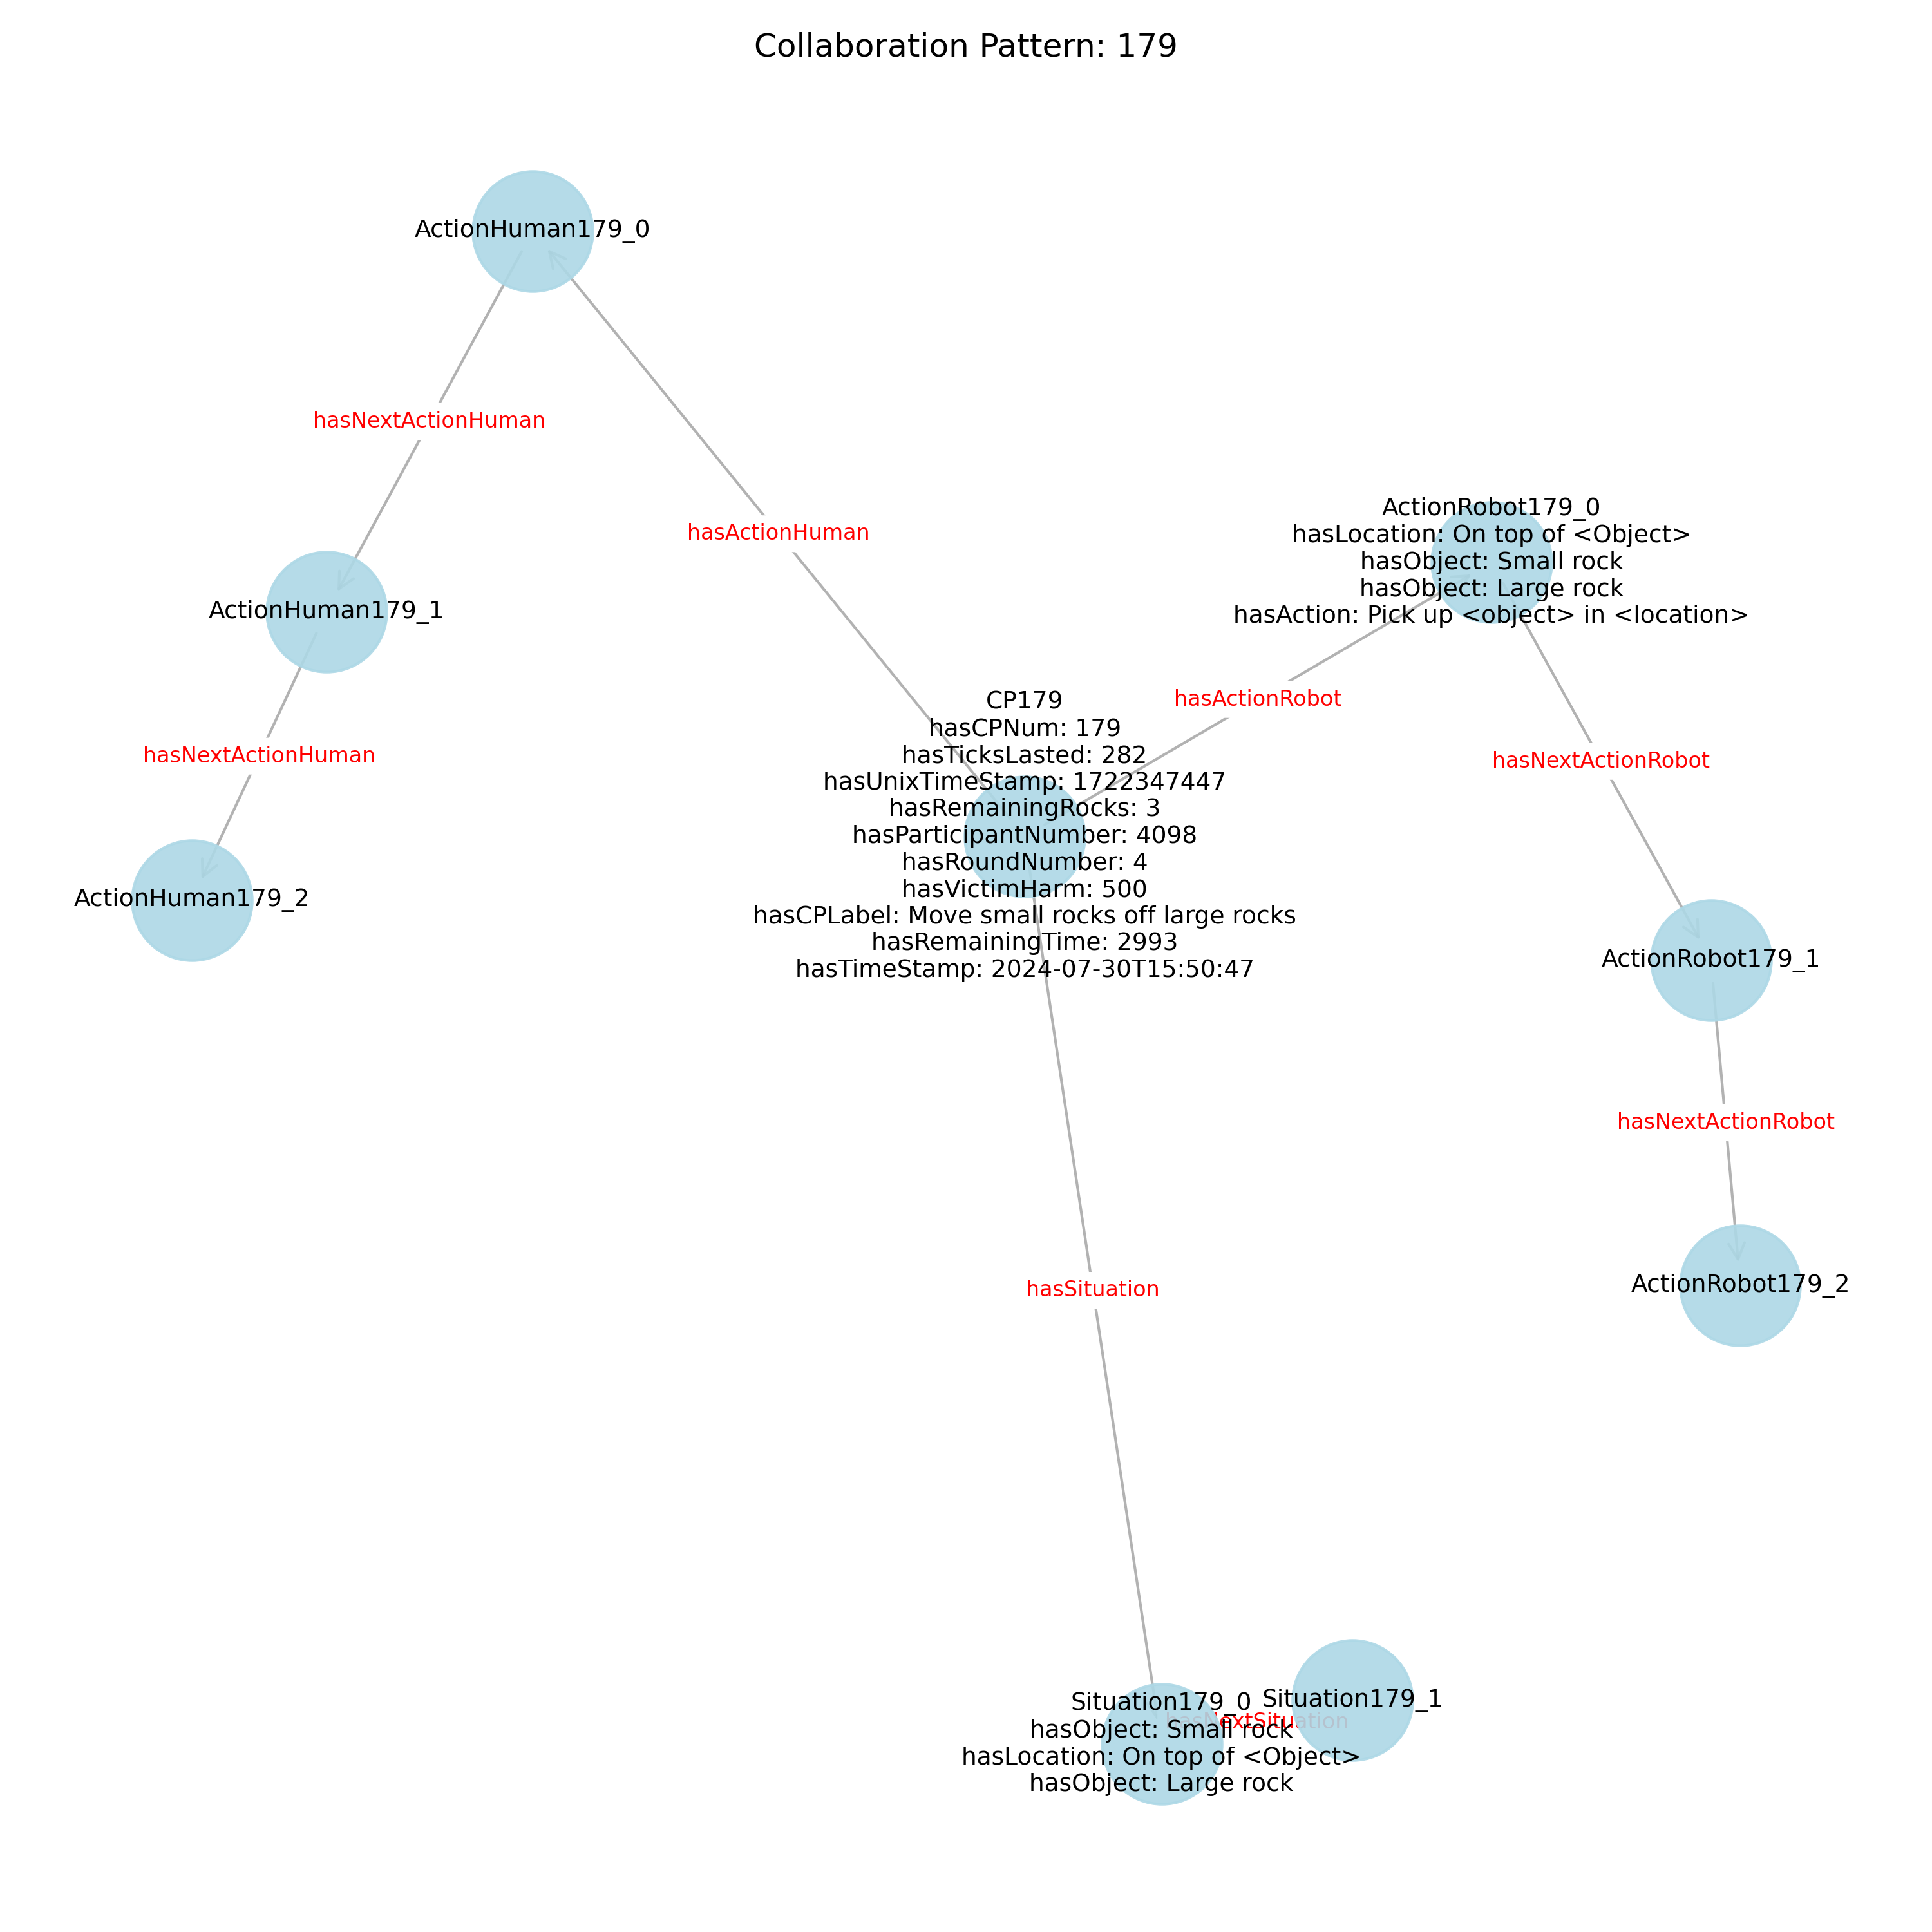 Collaboration Pattern: 179
ActionHuman179_0
hasNextActionHuman
hasActionHuman
ActionRobot179_0
hasLocation: On top of <Object>
hasObject: Small rock
hasObject: Large rock
hasAction: Pick up <object> in <location>
ActionHuman179_1
hasActionRobot
CP179
hasCPNum: 179
hasTicksLasted: 282
hasUnixTimeStamp: 1722347447
hasRemainingRocks: 3
hasParticipantNumber: 4098
hasRoundNumber: 4
hasVictimHarm: 500
hasCPLabel: Move small rocks off large rocks
hasRemainingTime: 2993
hasTimeStamp: 2024-07-30T15:50:47
hasNextActionHuman
hasNextActionRobot
ActionHuman179_2
ActionRobot179_1
hasNextActionRobot
ActionRobot179_2
hasSituation
Situation179_0
hasObject: Small rock
hasLocation: On top of <Object>
hasObject: Large rock
hasNextSituation
Situation179_1